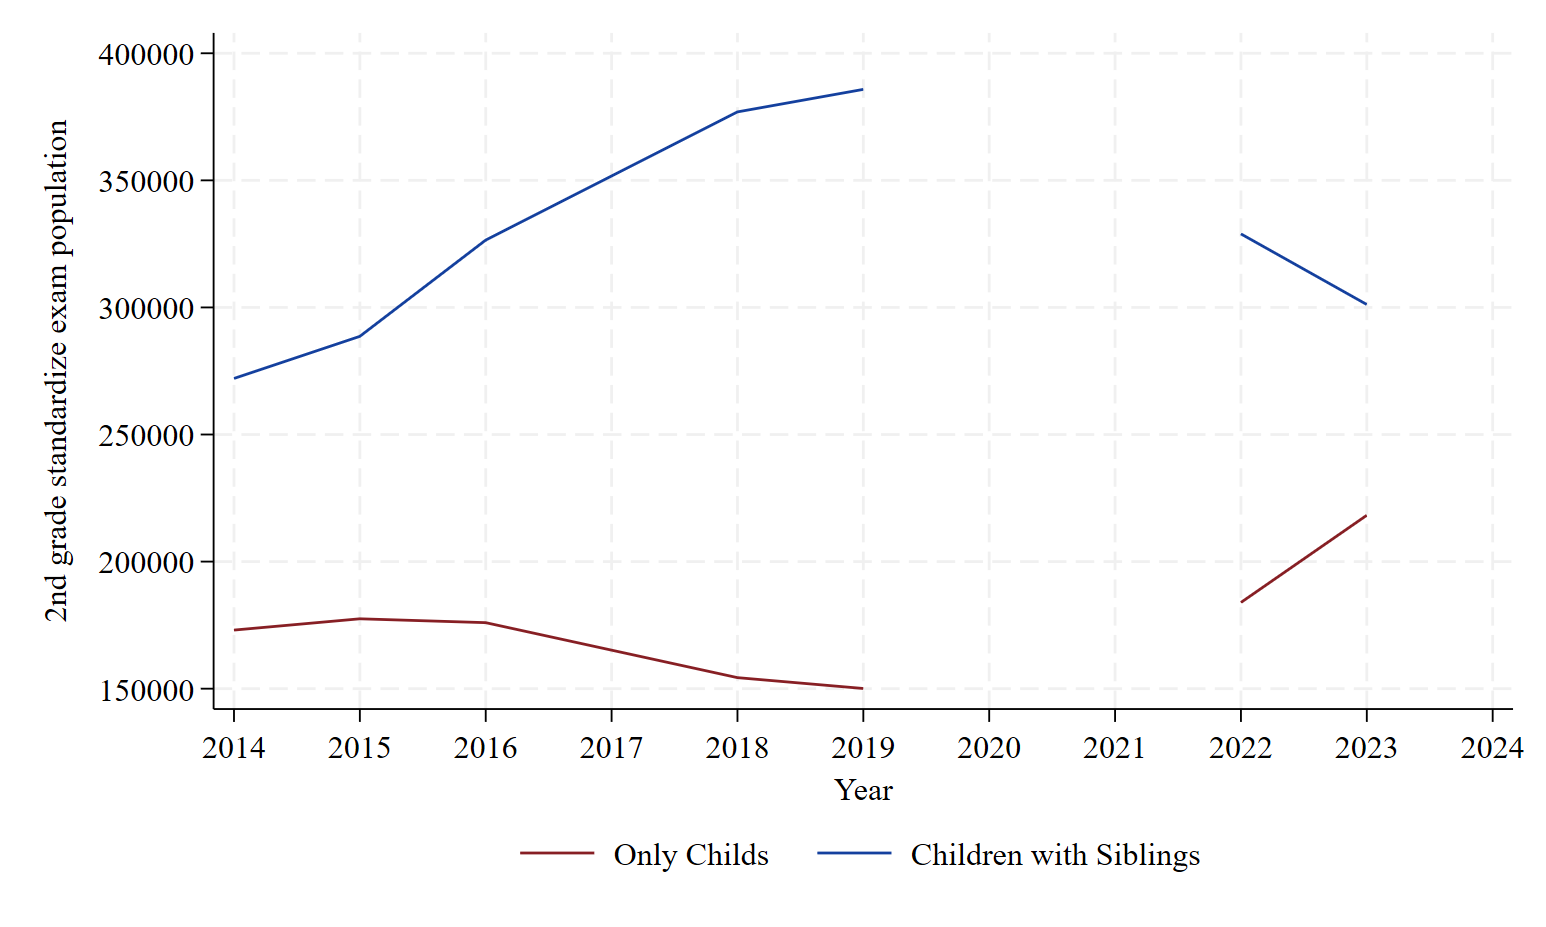 400000
350000
300000
250000
200000
150000
2nd grade standardize exam population
2014 2015 2016 2017 2018 2019 2020 2021 2022 2023 2024
Year
Only Childs Children with Siblings